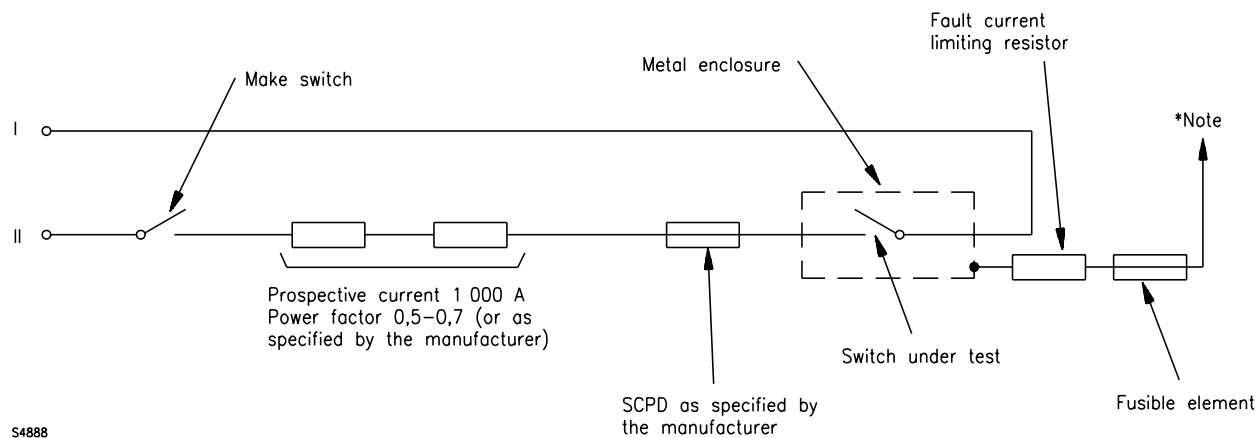 Fault current
limiting resistor
Metal enclosure
Make switch
*Note
I
II
Prospective current 1 000 A
Power factor 0,5–0,7 (or as
specified by the manufacturer)
Switch under test
SCPD as specified by
the manufacturer
Fusible element
S4888